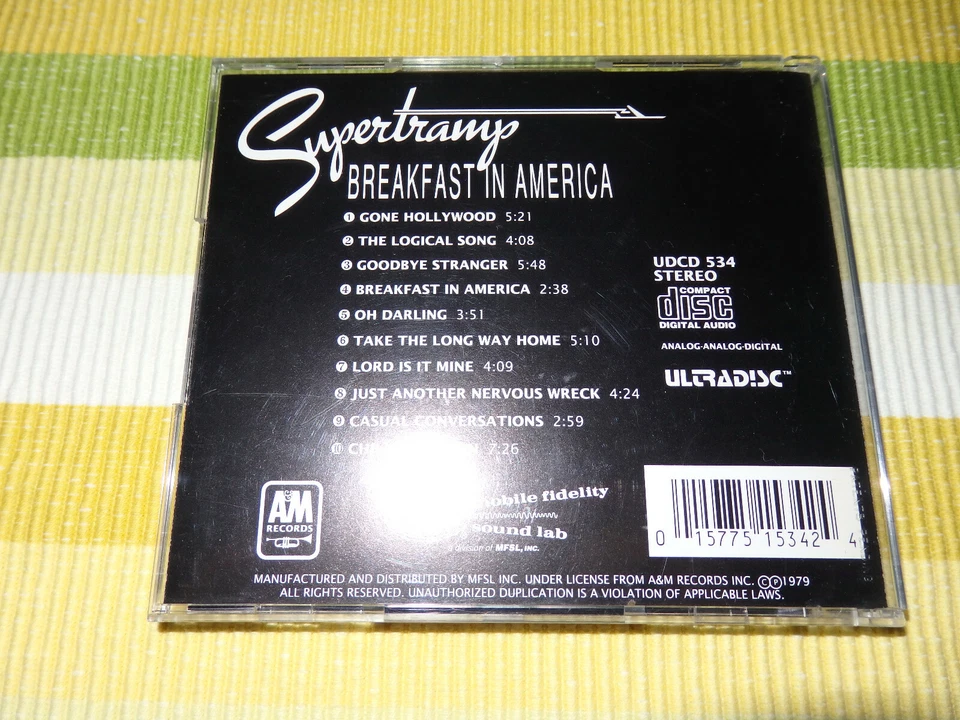 Supertramp
BREAKFAST IN AMERICA
1 GONE HOLLYWOOD 5:21
2 THE LOGICAL SONG 4:08
3 GOODBYE STRANGER 5:48
4 BREAKFAST IN AMERICA 2:38
5 OH DARLING 3:51
6 TAKE THE LONG WAY HOME 5:10
7 LORD IS IT MINE 4:09
8 JUST ANOTHER NERVOUS WRECK 4:24
9 CASUAL CONVERSATIONS 2:59
10 7:26
UDCD 534
STEREO
COMPACT
disc
DIGITAL AUDIO
ANALOG·ANALOG·DIGITAL
ULTRADISC™
A&M
RECORDS
mobile fidelity
sound lab
division of MFSL, INC.
0 15775 15342 4
MANUFACTURED AND DISTRIBUTED BY MFSL INC. UNDER LICENSE FROM A&M RECORDS INC. ©℗1979
ALL RIGHTS RESERVED. UNAUTHORIZED DUPLICATION IS A VIOLATION OF APPLICABLE LAWS.